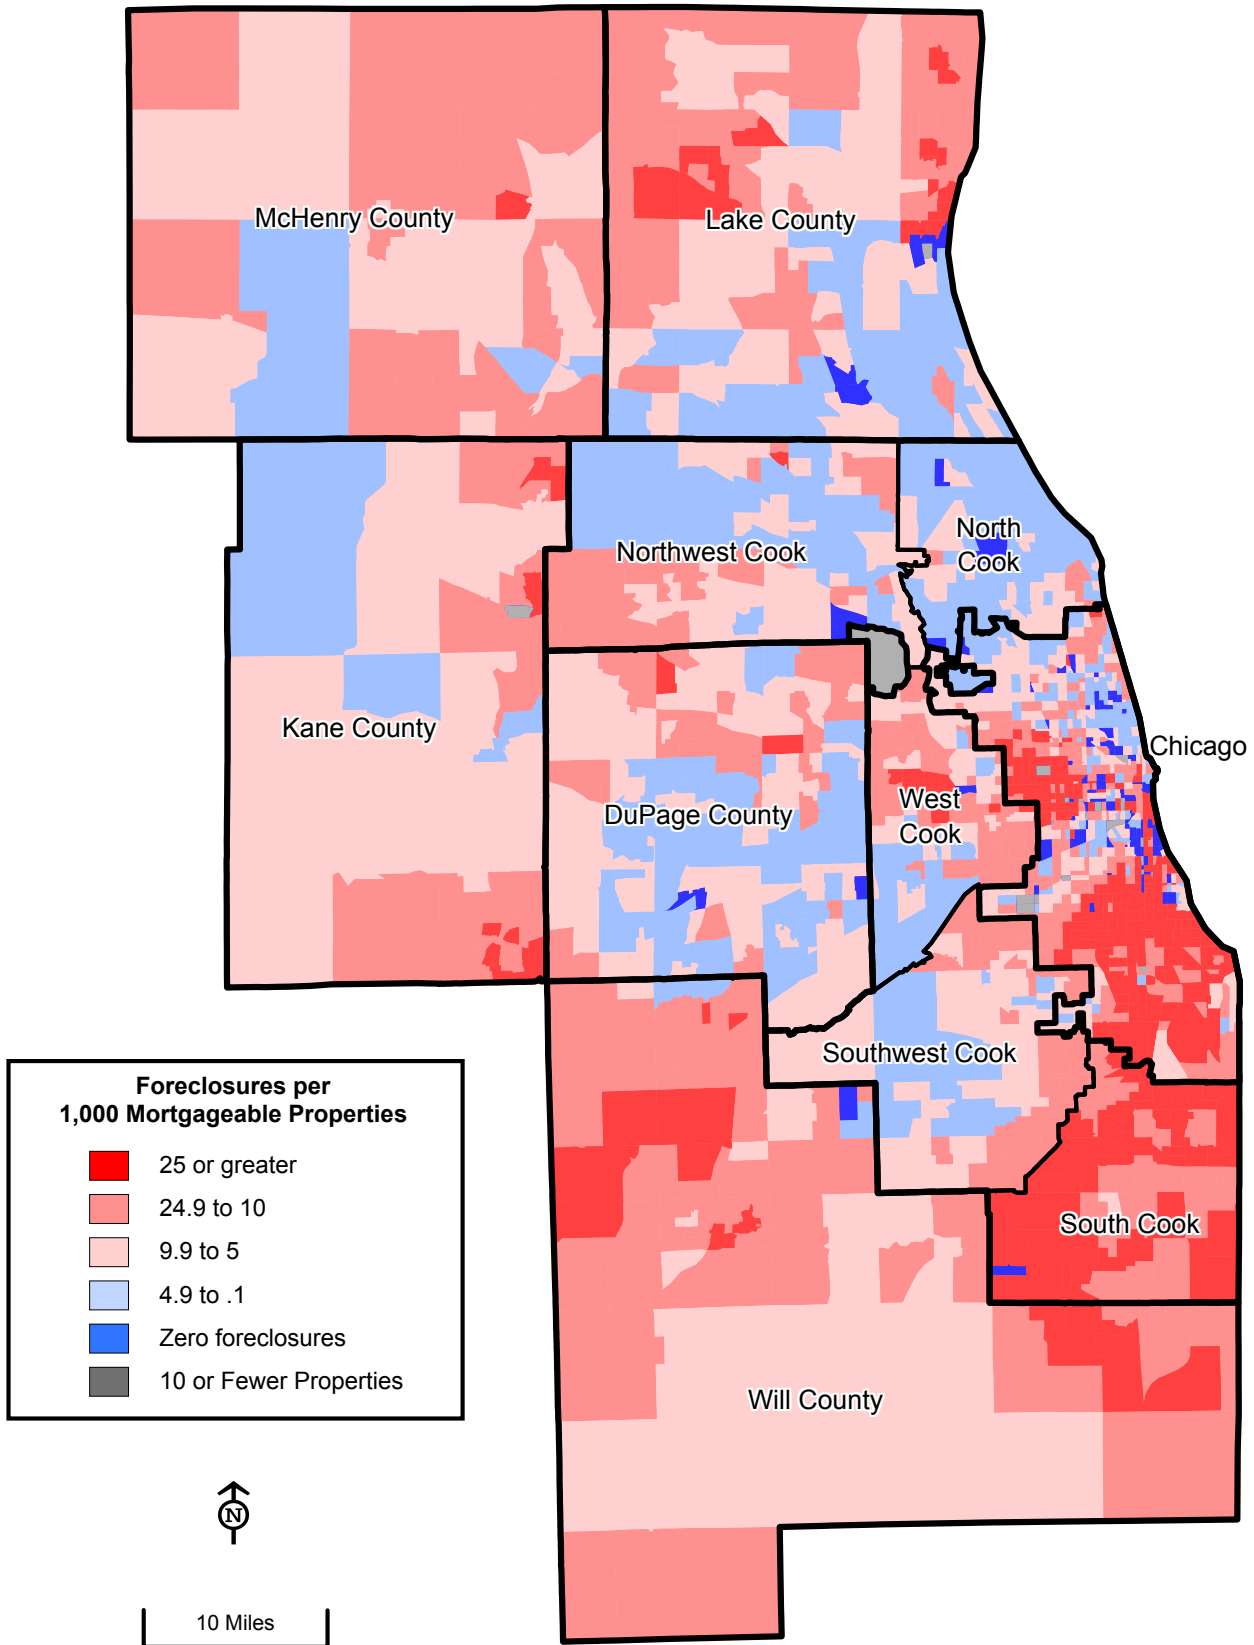 McHenry County
Lake County
Northwest Cook
North
Cook
Kane County
Chicago
DuPage County
West
Cook
Southwest Cook
South Cook
Will County
Foreclosures per
1,000 Mortgageable Properties
25 or greater
24.9 to 10
9.9 to 5
4.9 to .1
Zero foreclosures
10 or Fewer Properties
N
10 Miles